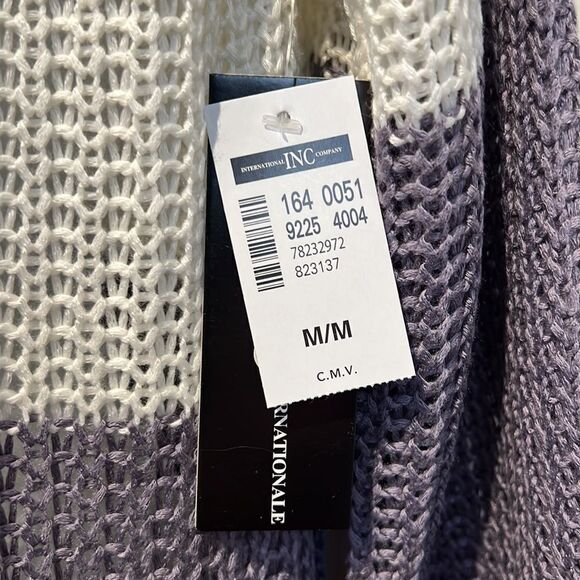 INTERNATIONAL INC COMPANY
164 0051
9225 4004
78232972
823137
M/M
C.M.V.
RNATIONALE